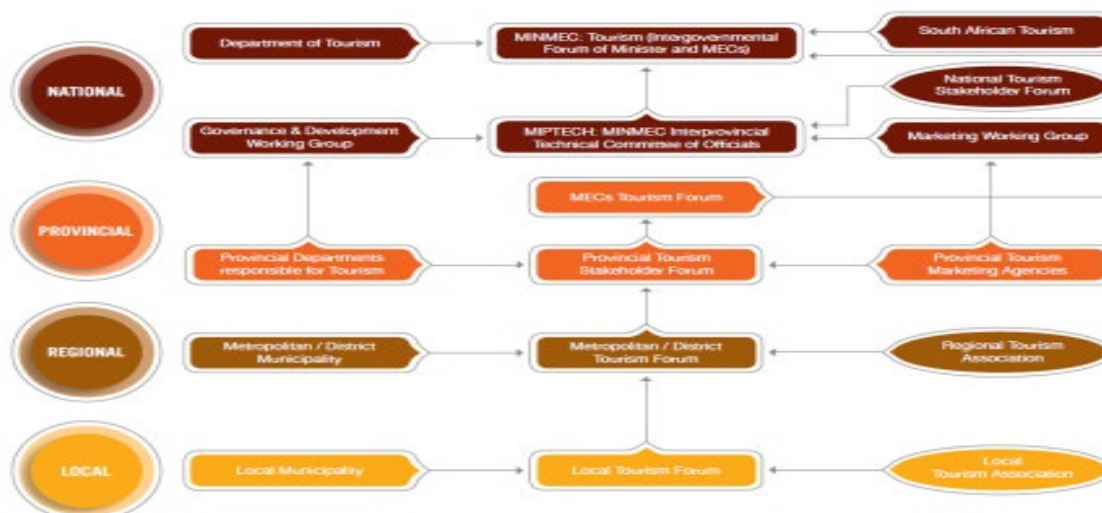 NATIONAL
Department of Tourism
MINMEC: Tourism (Intergovernmental
Forum of Minister and MECs)
South African Tourism
National Tourism
Stakeholder Forum
Governance & Development
Working Group
MIPTECH: MINMEC Interprovincial
Technical Committee of Officials
Marketing Working Group
PROVINCIAL
MECs Tourism Forum
Provincial Departments
responsible for Tourism
Provincial Tourism
Stakeholder Forum
Provincial Tourism
Marketing Agencies
REGIONAL
Metropolitan / District
Municipality
Metropolitan / District
Tourism Forum
Regional Tourism
Association
LOCAL
Local Municipality
Local Tourism Forum
Local
Tourism Association